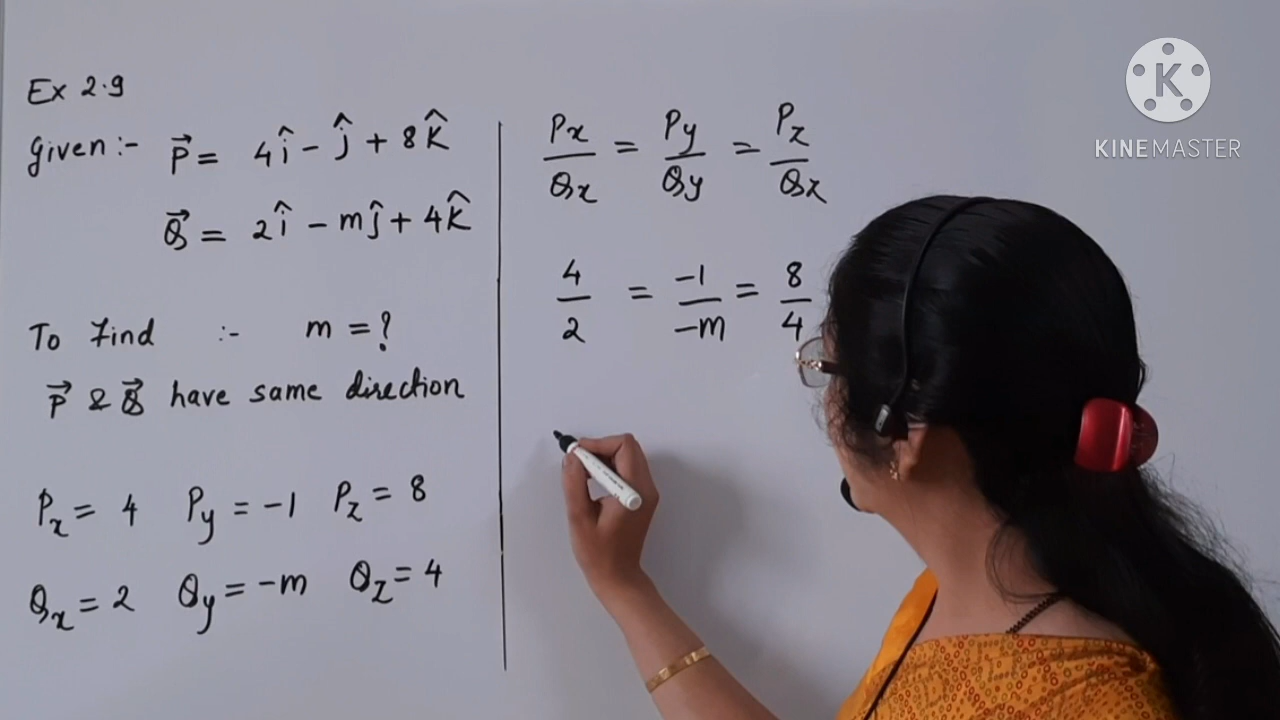 Ex 2.9
Given:- P⃗ = 4î - ĵ + 8k̂
Q⃗ = 2î - mĵ + 4k̂
To Find :- m = ?
P⃗ & Q⃗ have same direction
Px = 4 Py = -1 Pz = 8
Qx = 2 Qy = -m Qz = 4
Px/Qx = Py/Qy = Pz/Qz
4/2 = -1/-m = 8/4
K
KINEMASTER